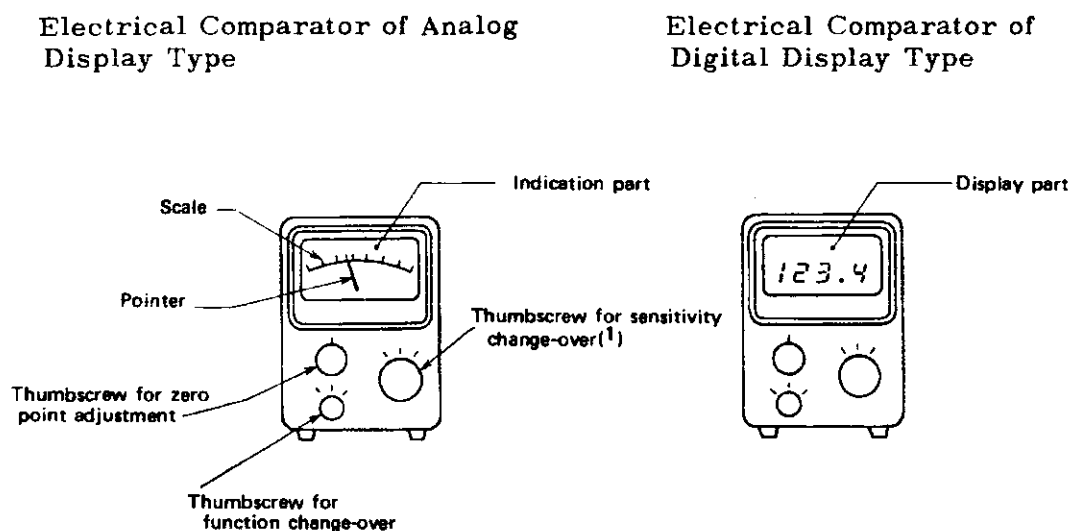 Electrical Comparator of Analog
Display Type
Electrical Comparator of
Digital Display Type
Indication part
Scale
Pointer
Thumbscrew for sensitivity
change-over(1)
Thumbscrew for zero
point adjustment
Thumbscrew for
function change-over
Display part
123.4